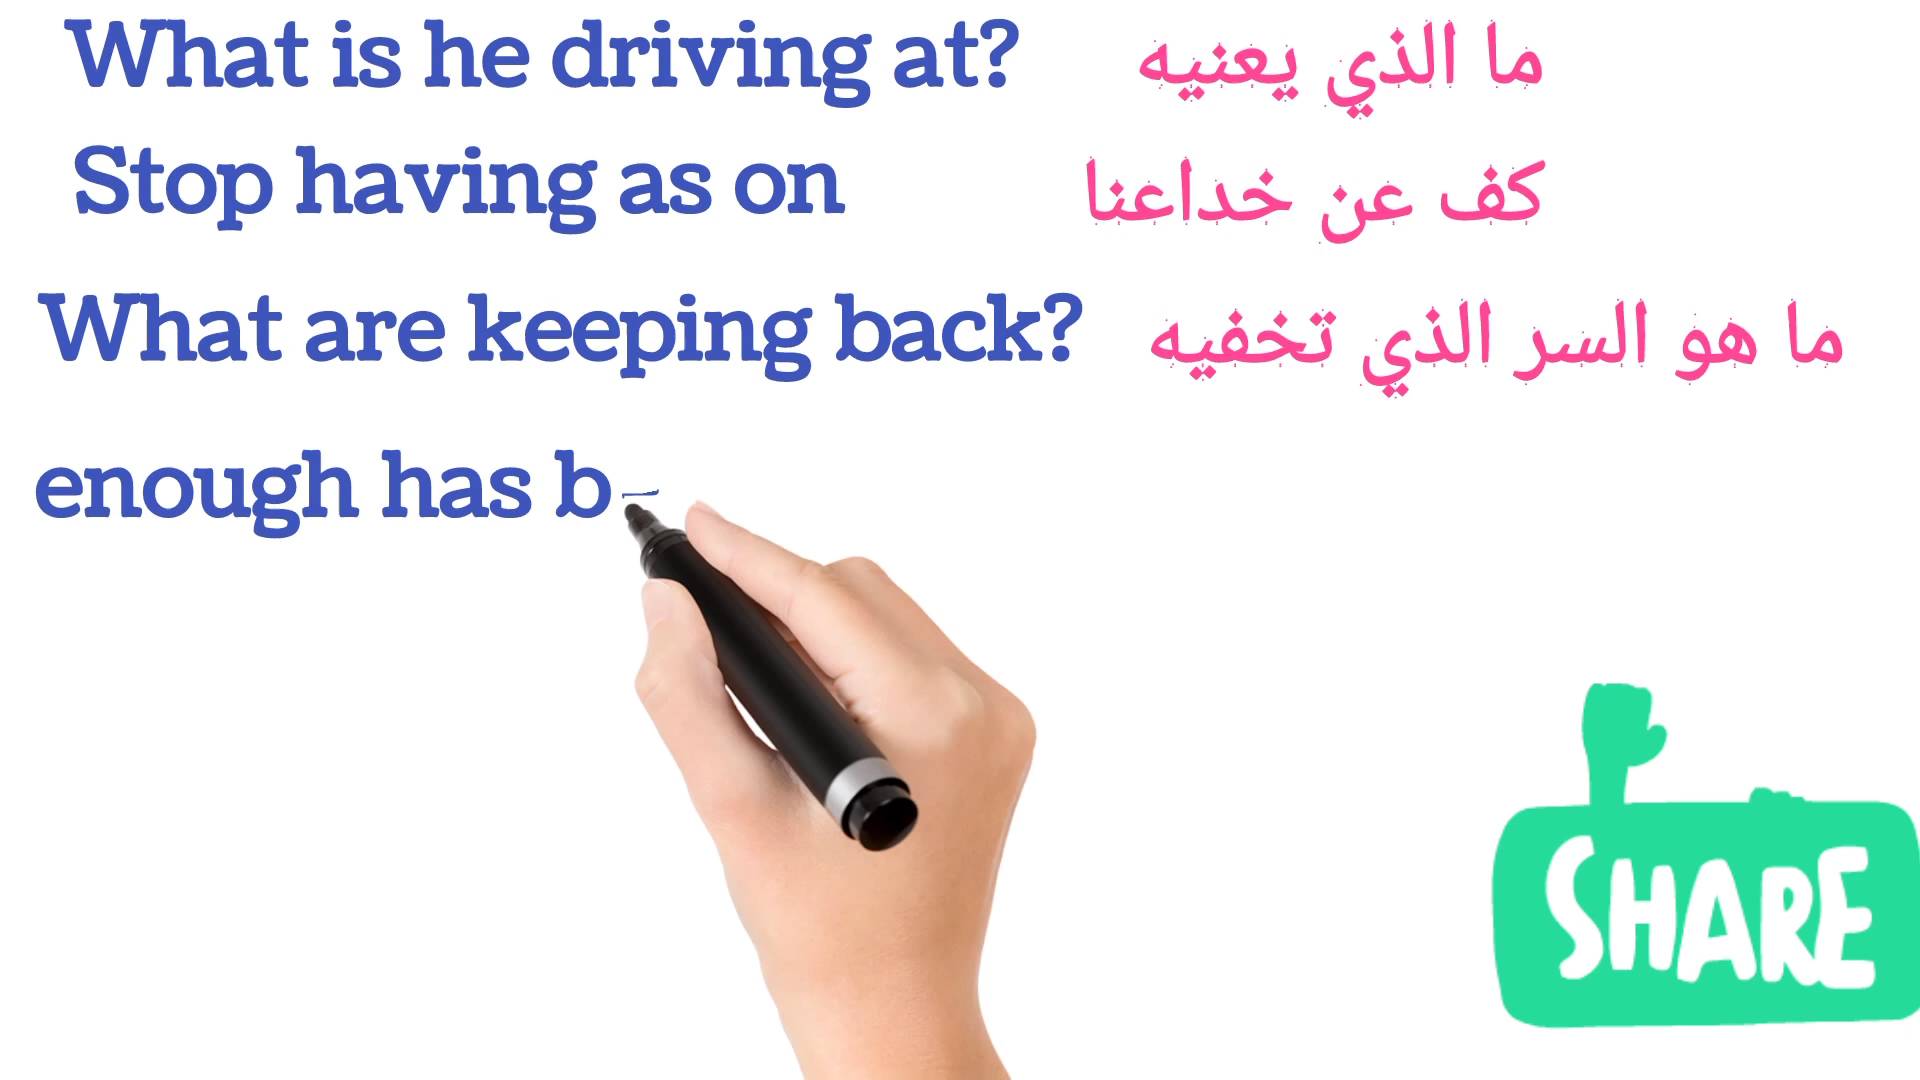 What is he driving at? ما الذي يعنيه
Stop having as on كف عن خداعنا
What are keeping back? ما هو السر الذي تخفيه
enough has b
SHARE